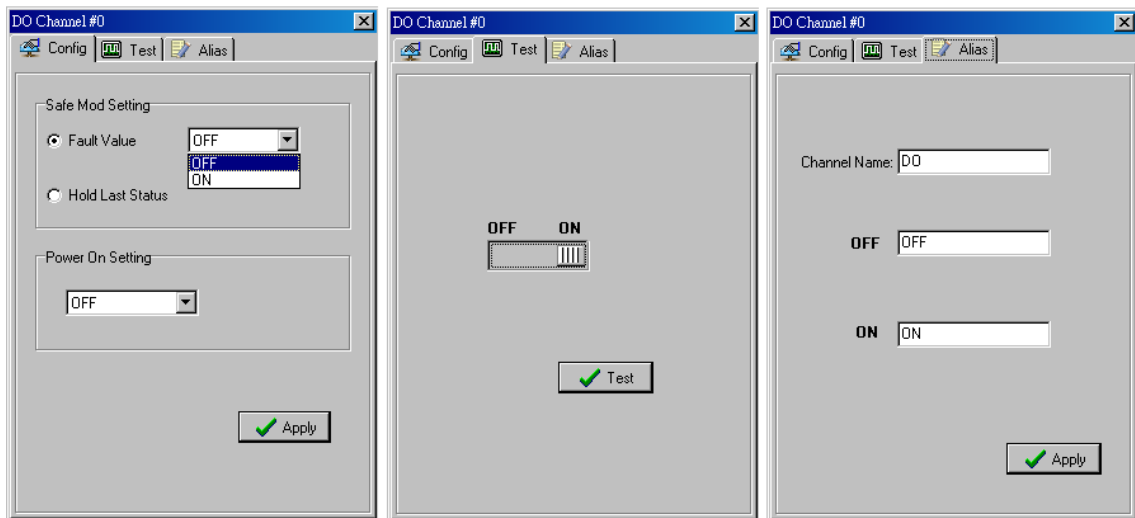 DO Channel #0
Config Test Alias
Safe Mod Setting
Fault Value OFF
OFF
ON
Hold Last Status
Power On Setting
OFF
Apply
DO Channel #0
Config Test Alias
OFF ON
Test
DO Channel #0
Config Test Alias
Channel Name: DO
OFF OFF
ON ON
Apply